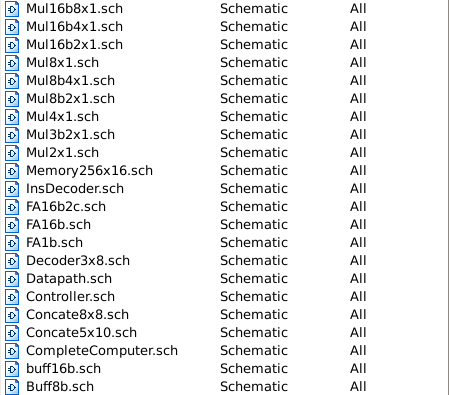 Mul16b8x1.sch Schematic All
Mul16b4x1.sch Schematic All
Mul16b2x1.sch Schematic All
Mul8x1.sch Schematic All
Mul8b4x1.sch Schematic All
Mul8b2x1.sch Schematic All
Mul4x1.sch Schematic All
Mul3b2x1.sch Schematic All
Mul2x1.sch Schematic All
Memory256x16.sch Schematic All
InsDecoder.sch Schematic All
FA16b2c.sch Schematic All
FA16b.sch Schematic All
FA1b.sch Schematic All
Decoder3x8.sch Schematic All
Datapath.sch Schematic All
Controller.sch Schematic All
Concate8x8.sch Schematic All
Concate5x10.sch Schematic All
CompleteComputer.sch Schematic All
buff16b.sch Schematic All
Buff8b.sch Schematic All